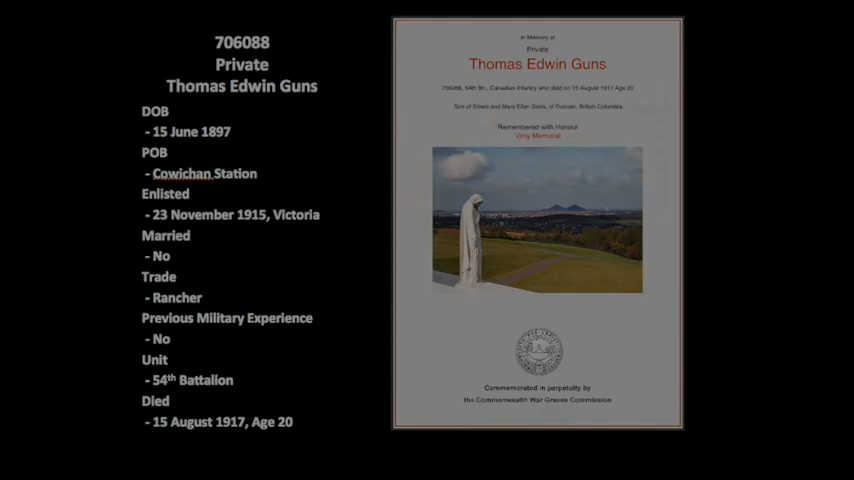 706088
Private
Thomas Edwin Guns
DOB
- 15 June 1897
POB
- Cowichan Station
Enlisted
- 23 November 1915, Victoria
Married
- No
Trade
- Rancher
Previous Military Experience
- No
Unit
- 54th Battalion
Died
- 15 August 1917, Age 20
In Memory of
Private
Thomas Edwin Guns
706088, 54th Bn., Canadian Infantry who died on 15 August 1917 Age 20
Son of Edwin and Mary Ellen Guns, of Duncan, British Columbia.
Remembered with Honour
Vimy Memorial
Commemorated in perpetuity by
the Commonwealth War Graves Commission